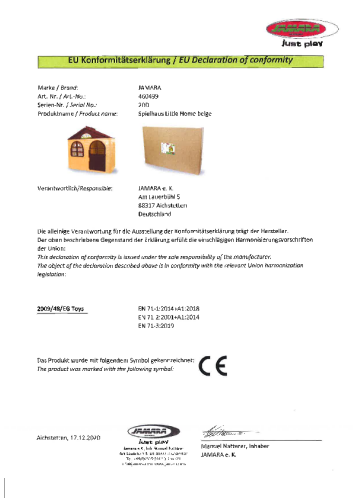 JAMARA
just play
EU Konformitätserklärung / EU Declaration of conformity
Marke / Brand: JAMARA
Art. Nr. / Art.-No.: 460499
Serien-Nr. / Serial No.: 20D
Produktname / Product name: Spielhaus Little Home beige
Verantwortlich/Responsible: JAMARA e. K.
Am Lauerbühl 5
88317 Aichstetten
Deutschland
Die alleinige Verantwortung für die Ausstellung der Konformitätserklärung trägt der Hersteller.
Der oben beschriebene Gegenstand der Erklärung erfüllt die einschlägigen Harmonisierungsvorschriften
der Union:
This declaration of conformity is issued under the sole responsibility of the manufacturer.
The object of the declaration described above is in conformity with the relevant Union harmonization
legislation:
2009/48/EG Toys EN 71-1:2014+A1:2018
EN 71 2:2001+A1:2014
EN 71-3:2019
Das Produkt wurde mit folgendem Symbol gekennzeichnet:
The product was marked with the following symbol:
CE
Aichstetten, 17.12.2020
JAMARA
just play
Manuel Natterer, Inhaber
JAMARA e. K.